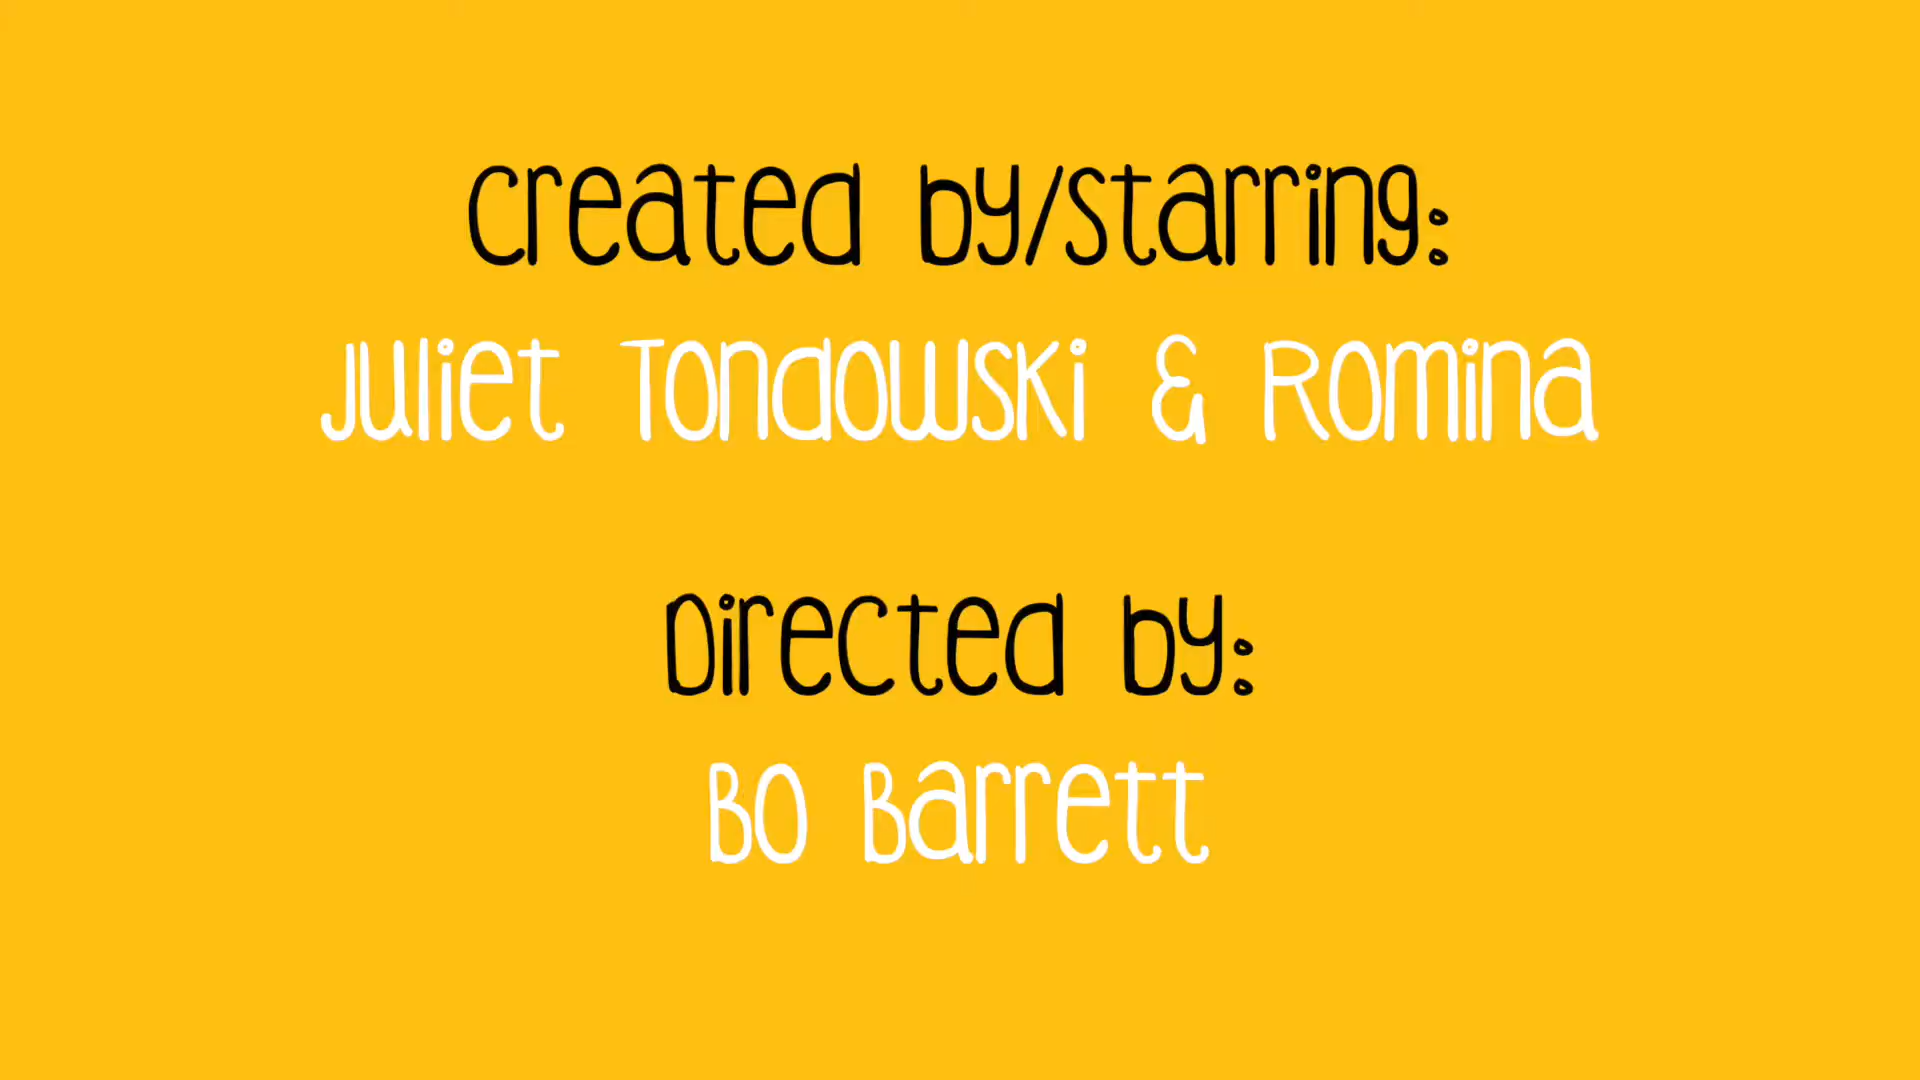 Created by/starring:
Juliet Tondowski & Romina
Directed by:
Bo Barrett